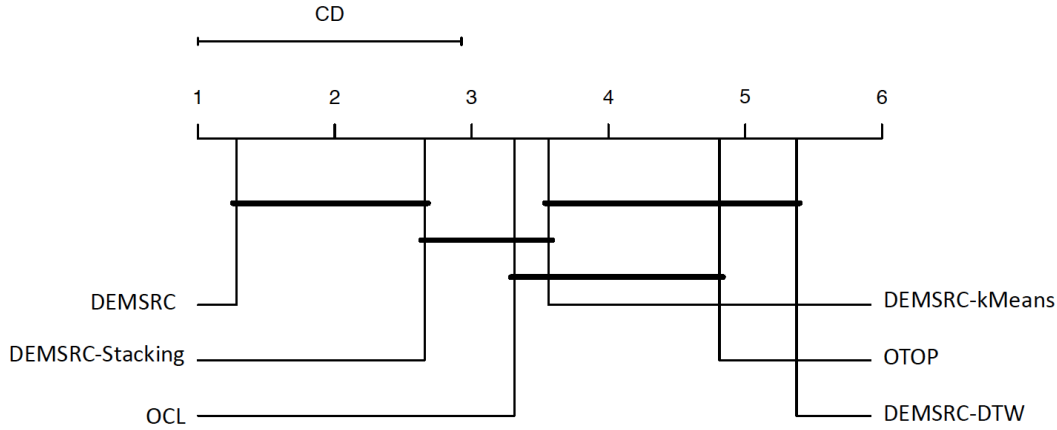 CD
1 2 3 4 5 6
DEMSRC
DEMSRC-kMeans
DEMSRC-Stacking
OTOP
OCL
DEMSRC-DTW